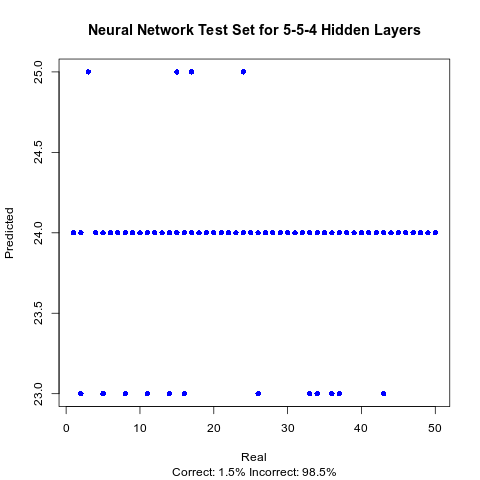 Neural Network Test Set for 5-5-4 Hidden Layers
Predicted
25.0
24.5
24.0
23.5
23.0
0 10 20 30 40 50
Real
Correct: 1.5% Incorrect: 98.5%